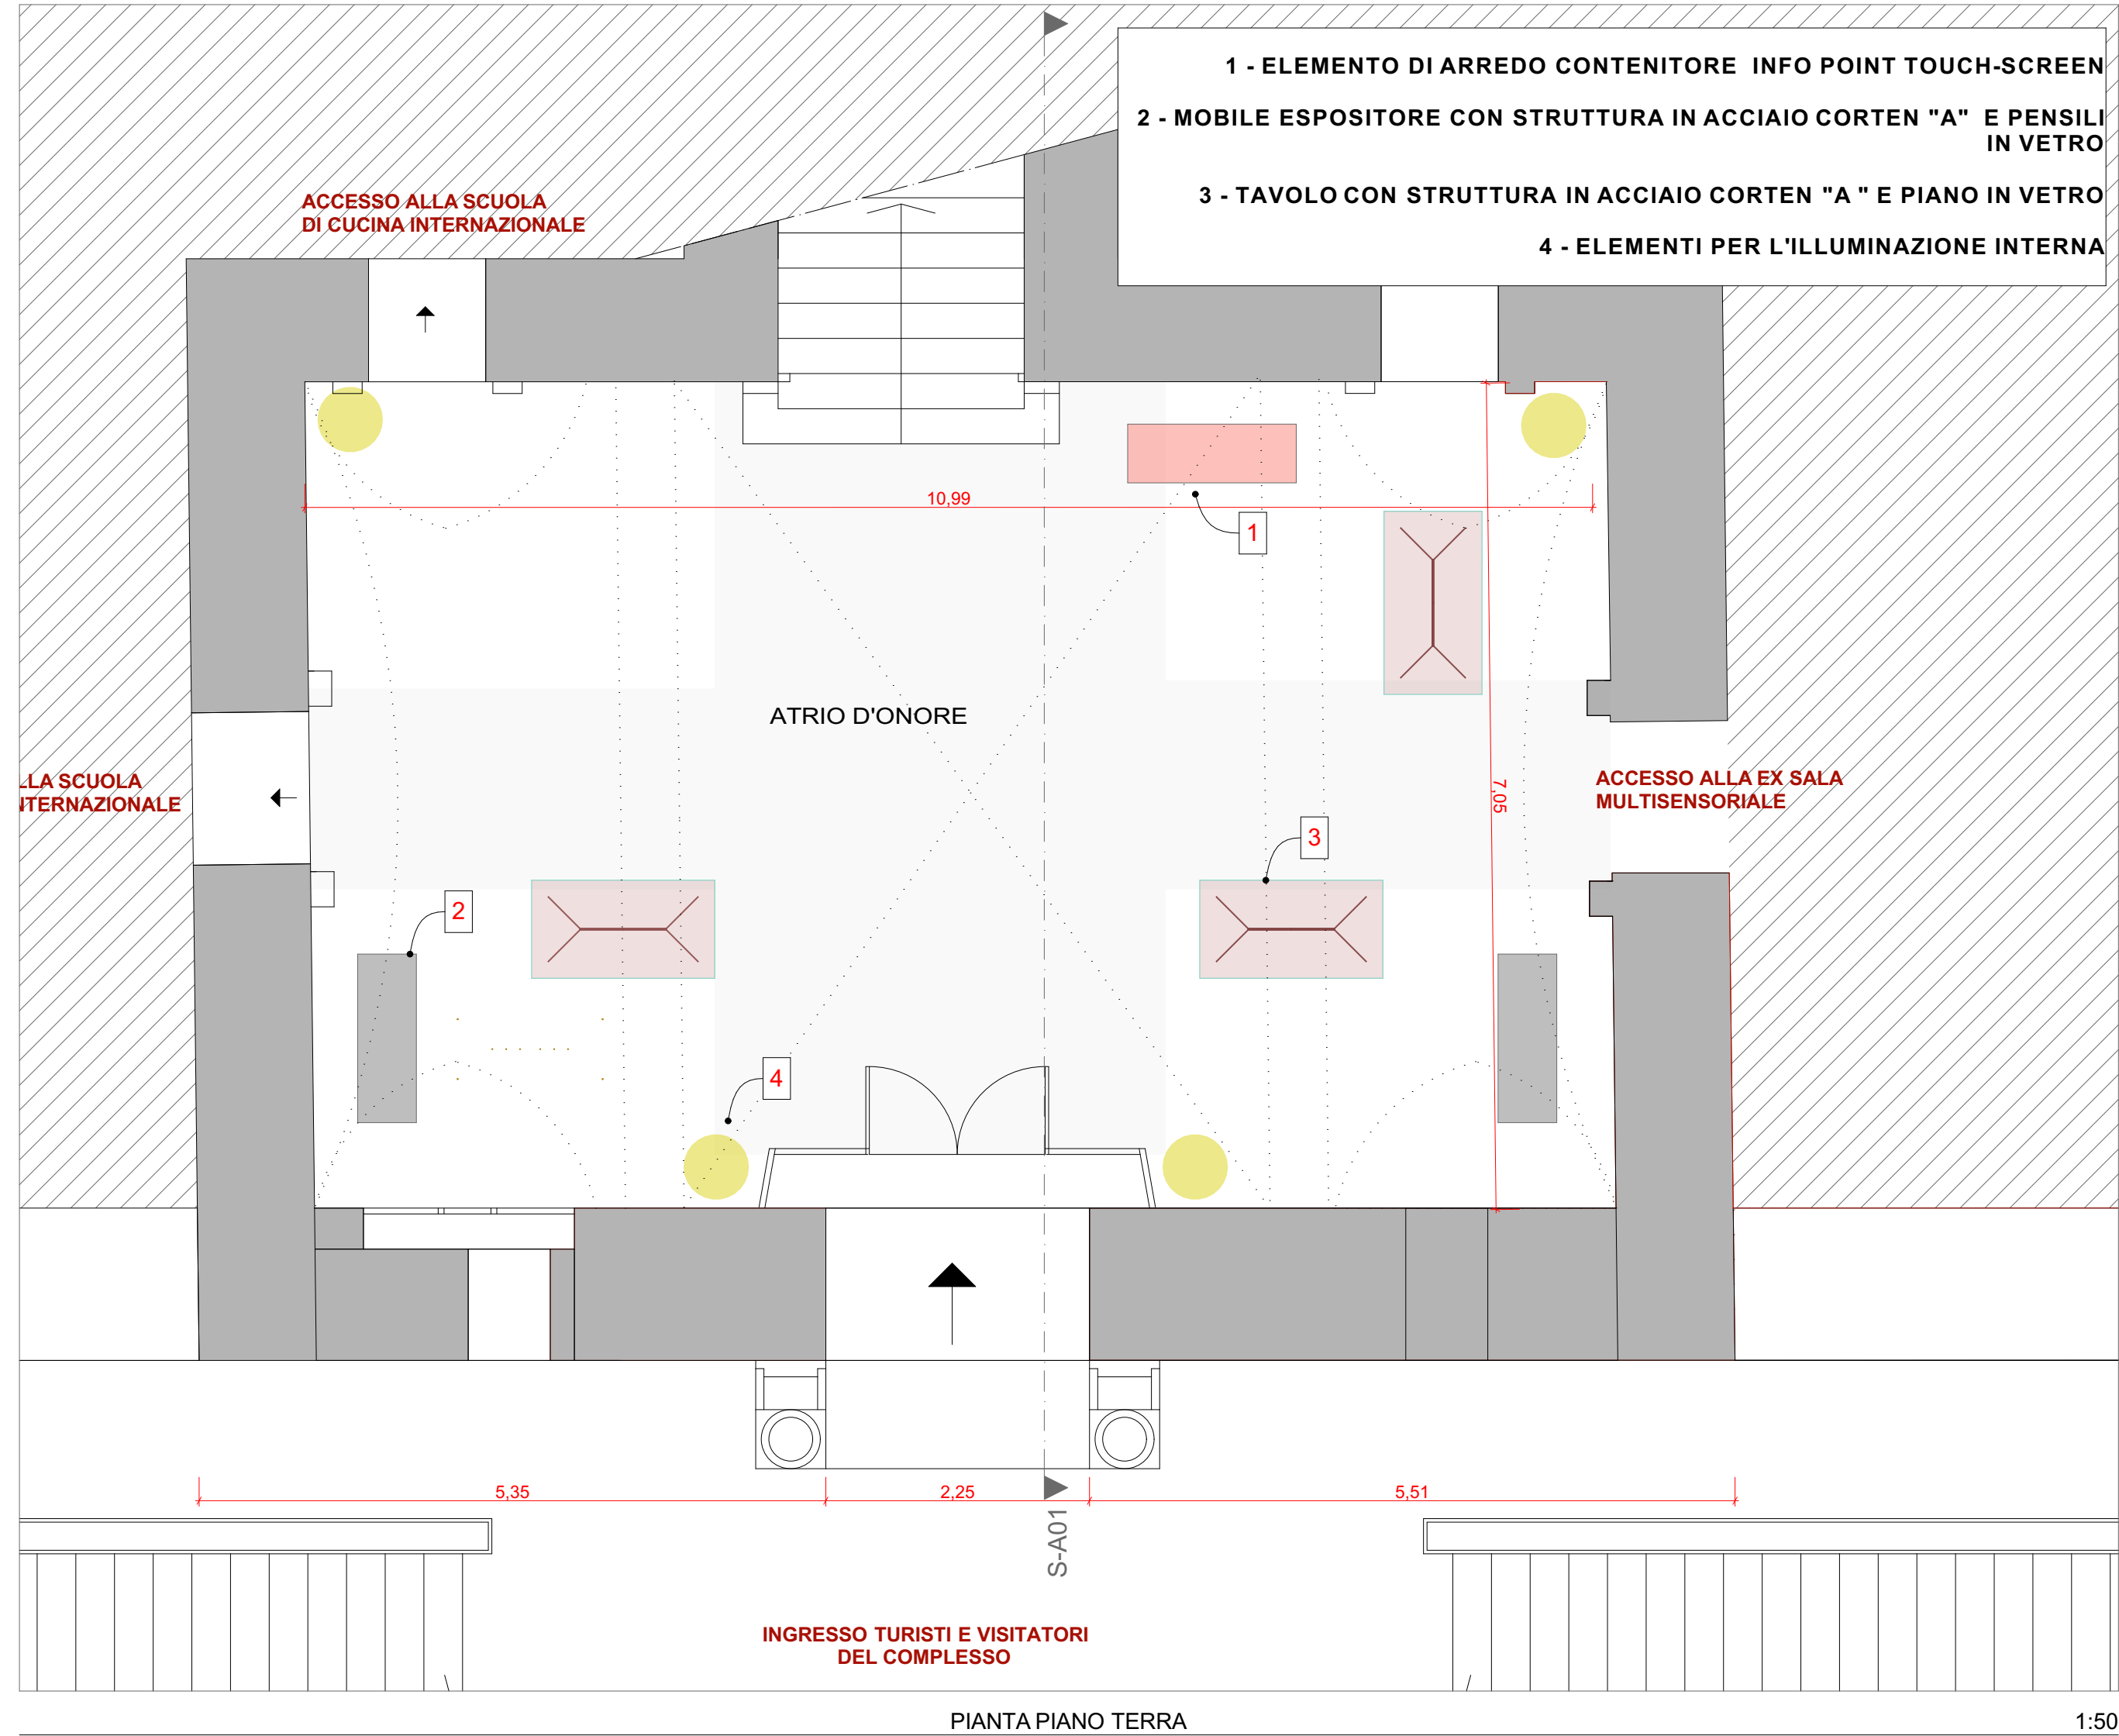 1 - ELEMENTO DI ARREDO CONTENITORE INFO POINT TOUCH-SCREEN
2 - MOBILE ESPOSITORE CON STRUTTURA IN ACCIAIO CORTEN "A" E PENSILI
IN VETRO
3 - TAVOLO CON STRUTTURA IN ACCIAIO CORTEN "A " E PIANO IN VETRO
4 - ELEMENTI PER L'ILLUMINAZIONE INTERNA
ACCESSO ALLA SCUOLA
DI CUCINA INTERNAZIONALE
10,99
1
ATRIO D'ONORE
LLA SCUOLA
NTERNAZIONALE
ACCESSO ALLA EX SALA
MULTISENSORIALE
7,05
3
2
4
5,35
2,25
5,51
S-A01
INGRESSO TURISTI E VISITATORI
DEL COMPLESSO
PIANTA PIANO TERRA
1:50